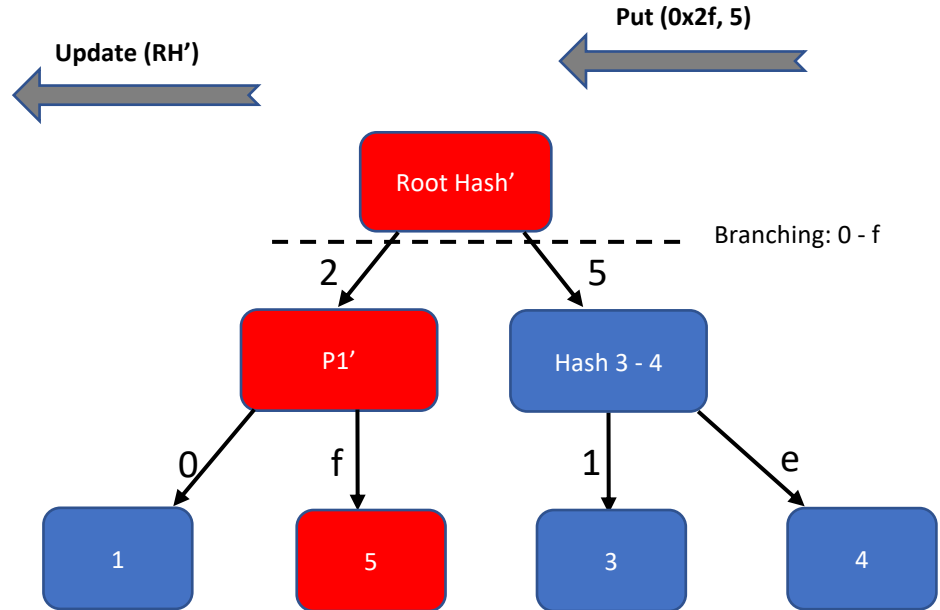 Put (0x2f, 5)
Update (RH’)
Root Hash’
Branching: 0 - f
2
5
P1’
Hash 3 - 4
0
f
1
e
1
5
3
4